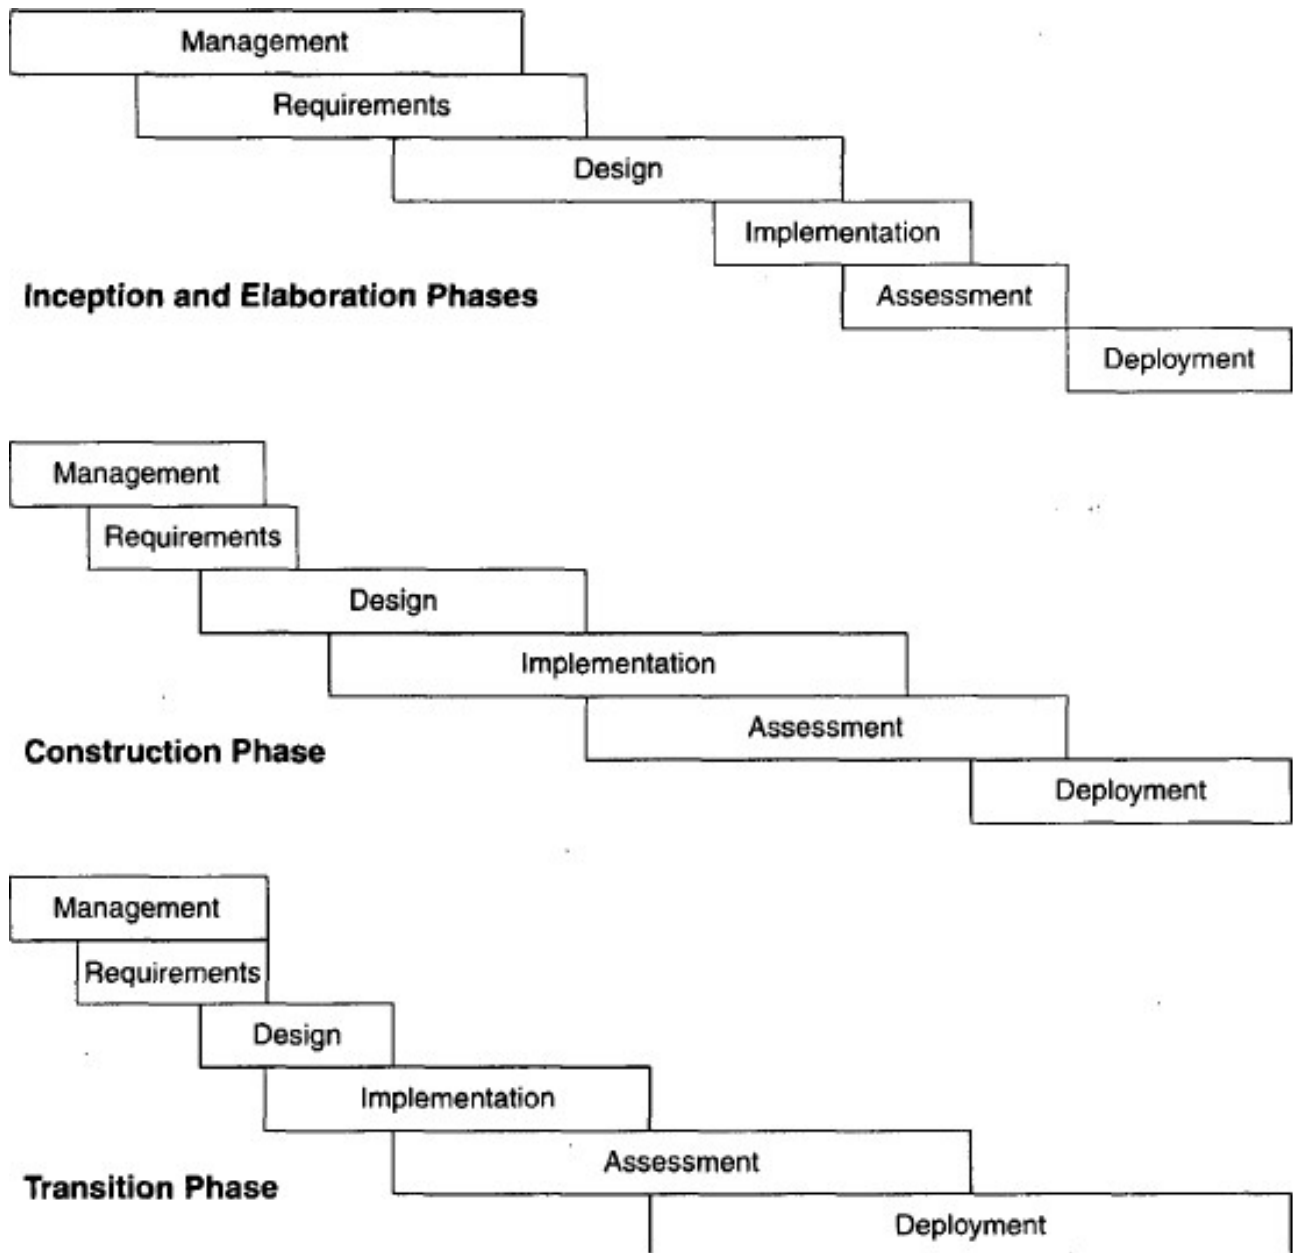 Management
Requirements
Design
Implementation
Inception and Elaboration Phases
Assessment
Deployment
Management
Requirements
Design
Implementation
Assessment
Construction Phase
Deployment
Management
Requirements
Design
Implementation
Assessment
Transition Phase
Deployment